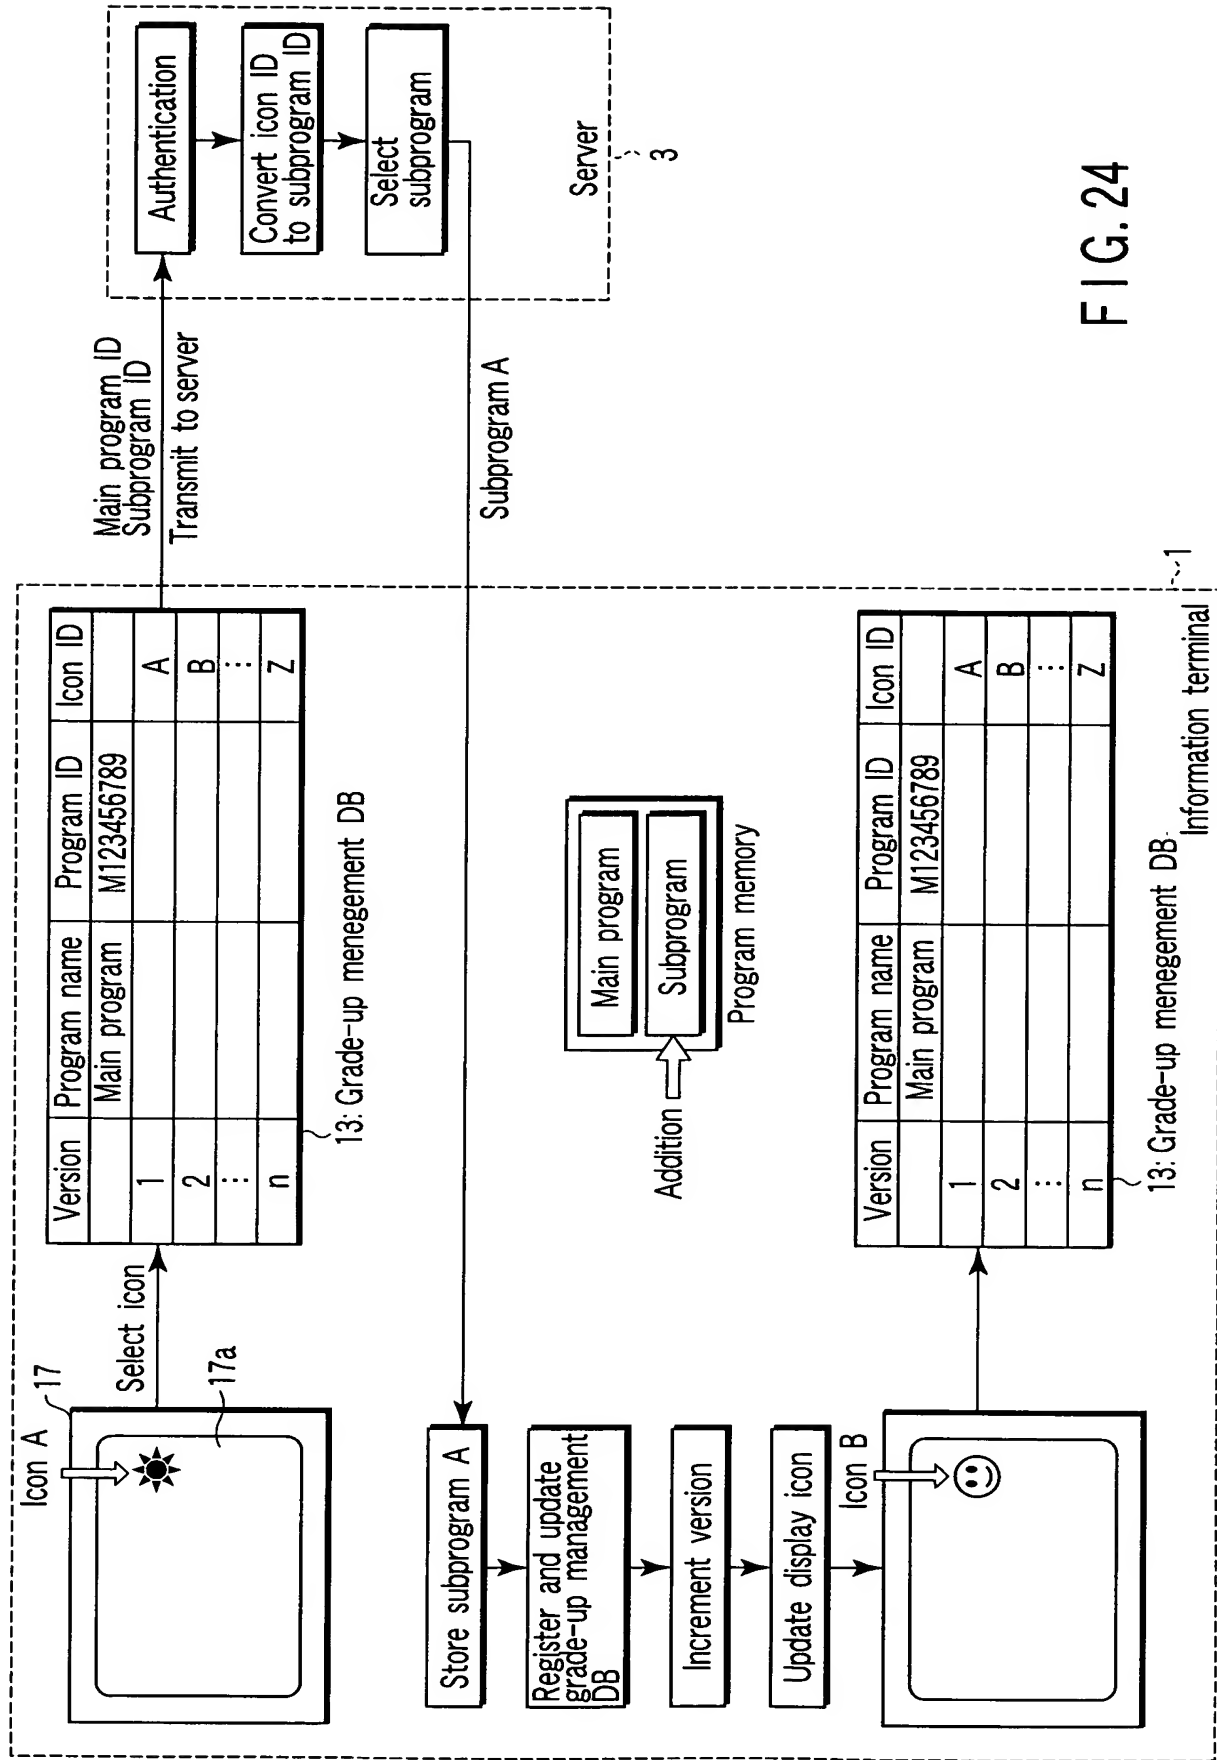 Icon A
17
17a
Select icon
Version Program name Program ID Icon ID
Main program M123456789
1 A
2 B
⋮ ⋮
n Z
13: Grade-up menegement DB
Main program ID
Subprogram ID
Transmit to server
Authentication
Convert icon ID
to subprogram ID
Select
subprogram
Server
3
Subprogram A
Store subprogram A
Register and update
grade-up management
DB
Increment version
Update display icon
Addition
Main program
Subprogram
Program memory
Icon B
Version Program name Program ID Icon ID
Main program M123456789
1 A
2 B
⋮ ⋮
n Z
13: Grade-up menegement DB
Information terminal
1
FIG. 24